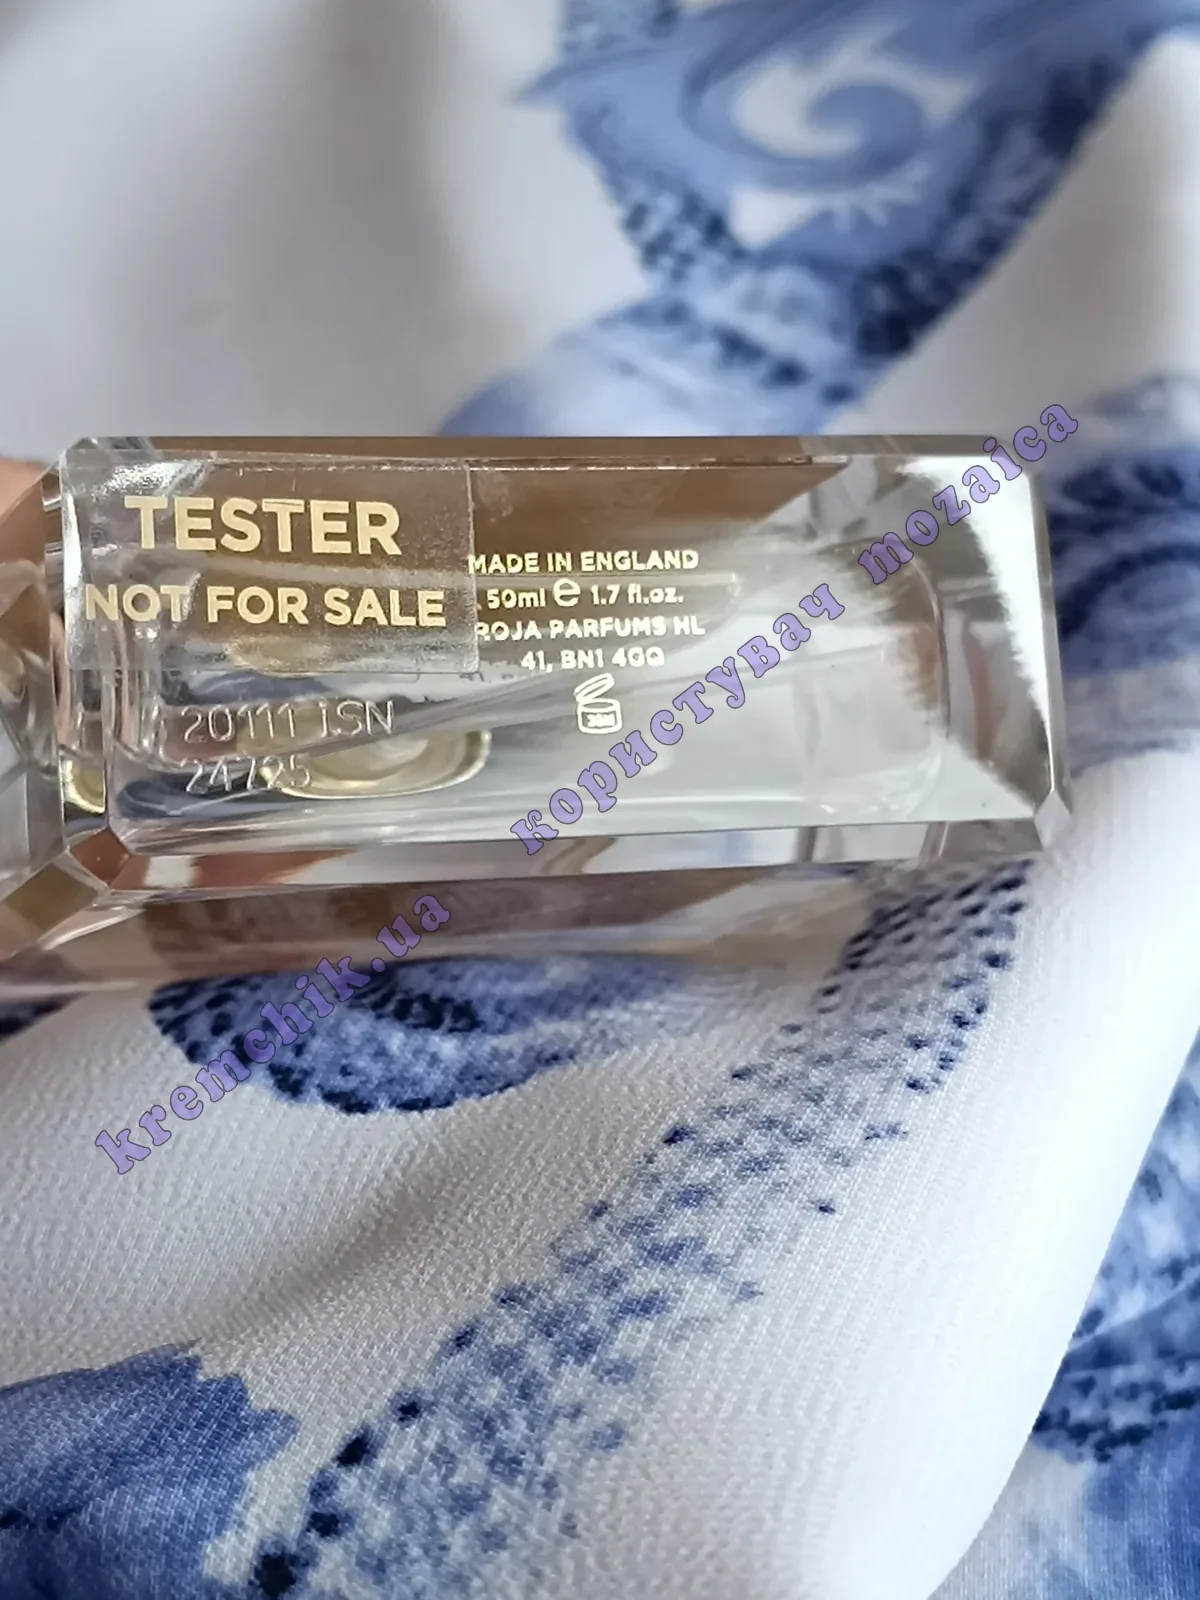 TESTER
NOT FOR SALE
MADE IN ENGLAND
50ml e 1.7 fl.oz.
ROJA PARFUMS HL
41, BN1 4GQ
36M
20111 iSN
24725
користувач mozaica
kremchik.ua